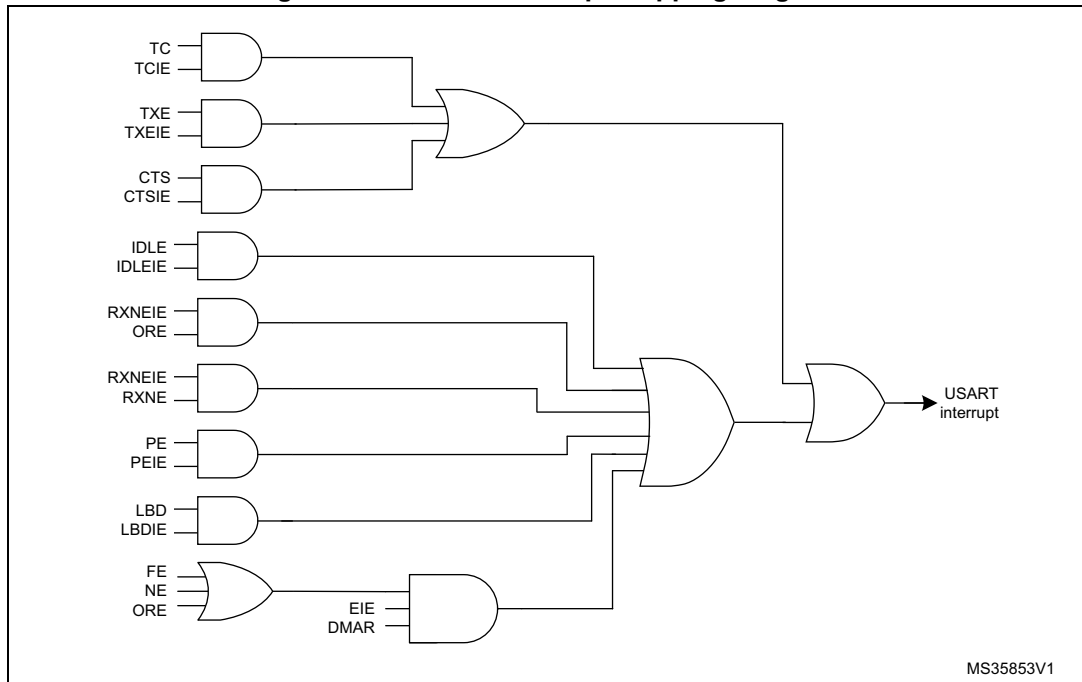 TC
TCIE
TXE
TXEIE
CTS
CTSIE
IDLE
IDLEIE
RXNEIE
ORE
RXNEIE
RXNE
PE
PEIE
LBD
LBDIE
FE
NE
ORE
EIE
DMAR
USART
interrupt
MS35853V1